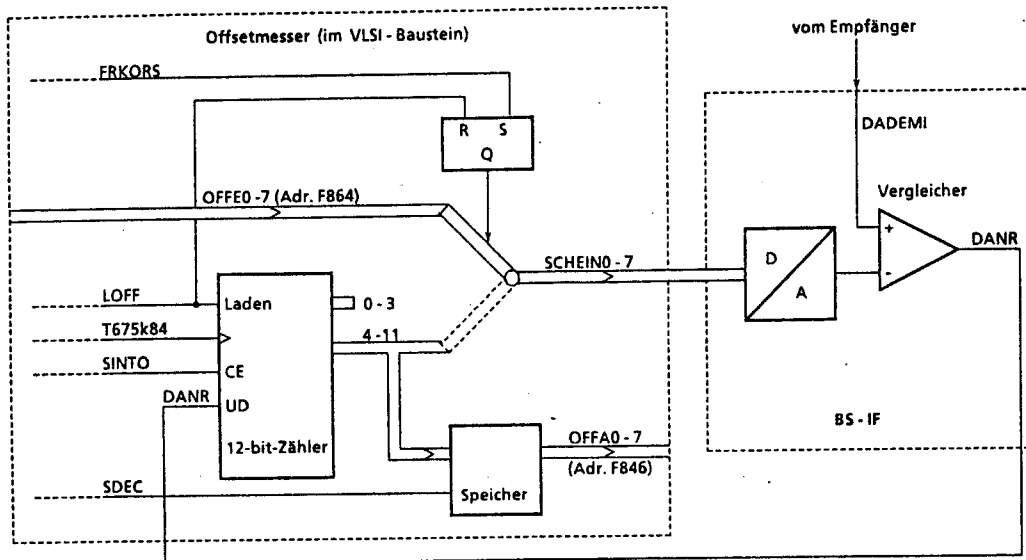 Offsetmesser (im VLSI - Baustein)
vom Empfänger
FRKORS
R S
Q
DADEMI
OFFE0 - 7 (Adr. F864)
Vergleicher
+
-
DANR
SCHEIN0 - 7
D
A
LOFF
Laden
0 - 3
T675k84
4 - 11
SINTO
CE
DANR
UD
12-bit-Zähler
BS - IF
OFFA0 - 7
(Adr. F846)
SDEC
Speicher